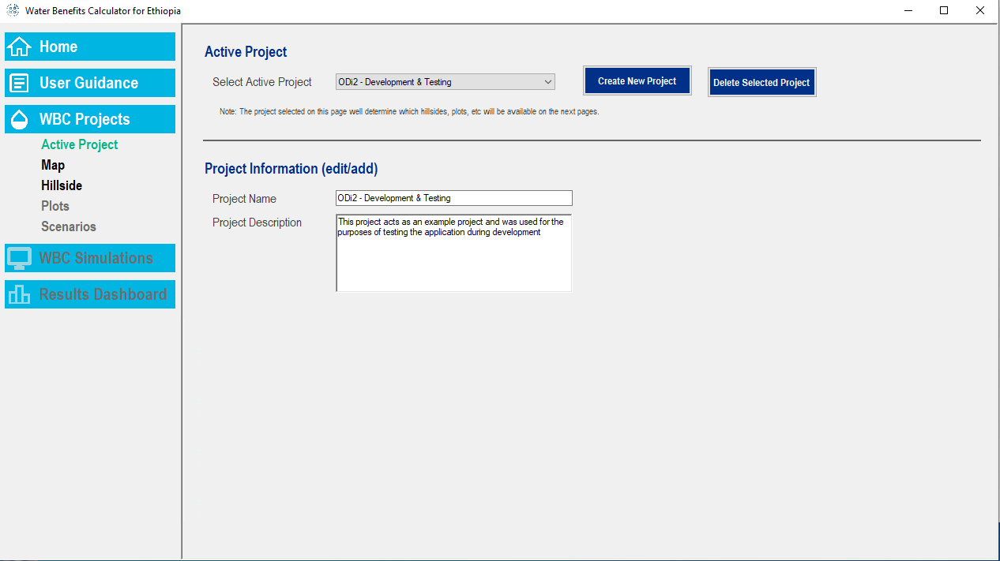 Water Benefits Calculator for Ethiopia
Home
User Guidance
WBC Projects
Active Project
Map
Hillside
Plots
Scenarios
WBC Simulations
Results Dashboard
Active Project
Select Active Project
ODi2 - Development & Testing
Create New Project
Delete Selected Project
Note: The project selected on this page well determine which hillsides, plots, etc will be available on the next pages.
Project Information (edit/add)
Project Name
ODi2 - Development & Testing
Project Description
This project acts as an example project and was used for the
purposes of testing the application during development